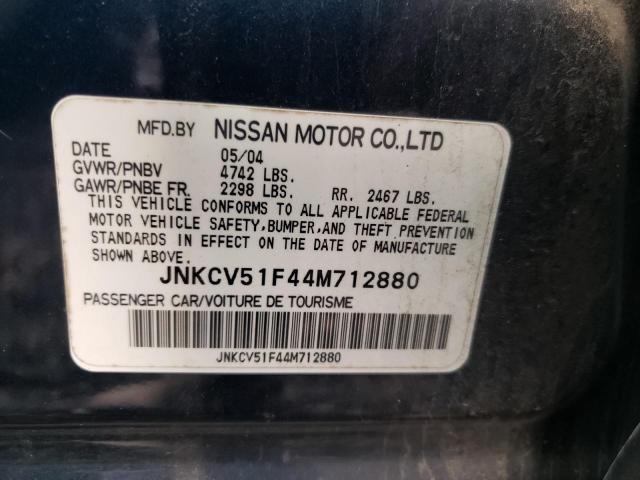 MFD.BY NISSAN MOTOR CO.,LTD
DATE 05/04
GVWR/PNBV 4742 LBS.
GAWR/PNBE FR. 2298 LBS. RR. 2467 LBS.
THIS VEHICLE CONFORMS TO ALL APPLICABLE FEDERAL
MOTOR VEHICLE SAFETY,BUMPER,AND THEFT PREVENTION
STANDARDS IN EFFECT ON THE DATE OF MANUFACTURE
SHOWN ABOVE. JNKCV51F44M712880
PASSENGER CAR/VOITURE DE TOURISME
JNKCV51F44M712880